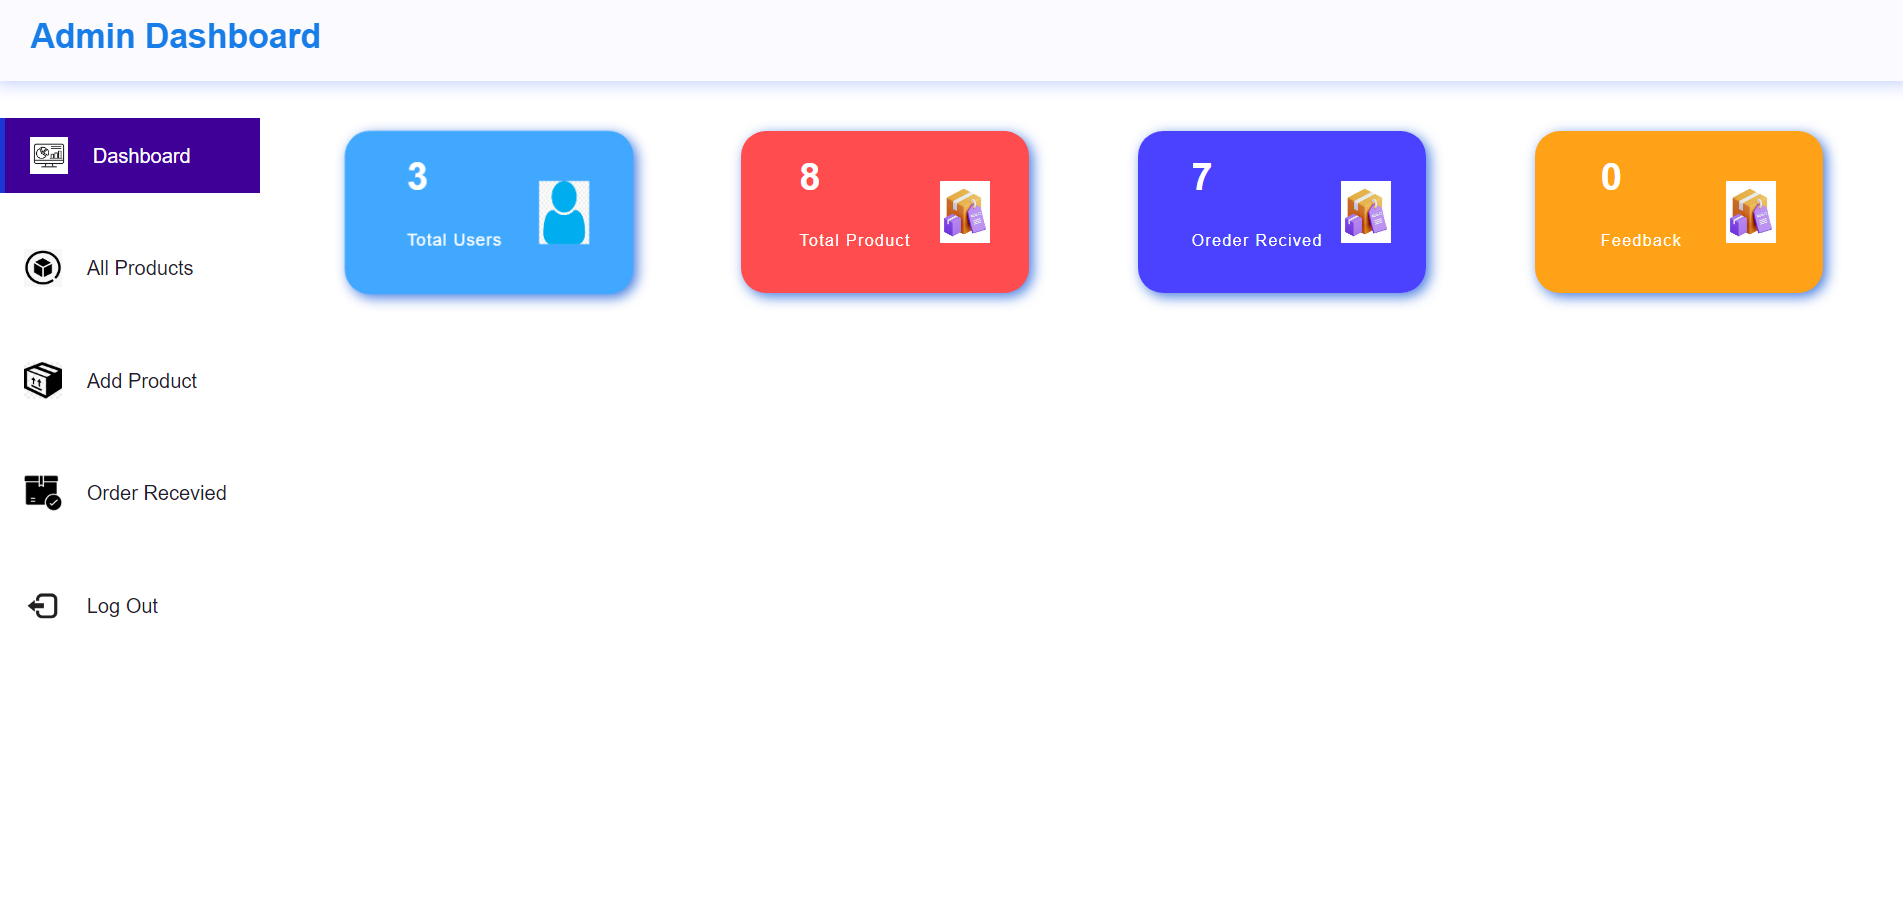 Admin Dashboard
Dashboard
All Products
Add Product
Order Recevied
Log Out
3
Total Users
8
Total Product
7
Oreder Recived
0
Feedback